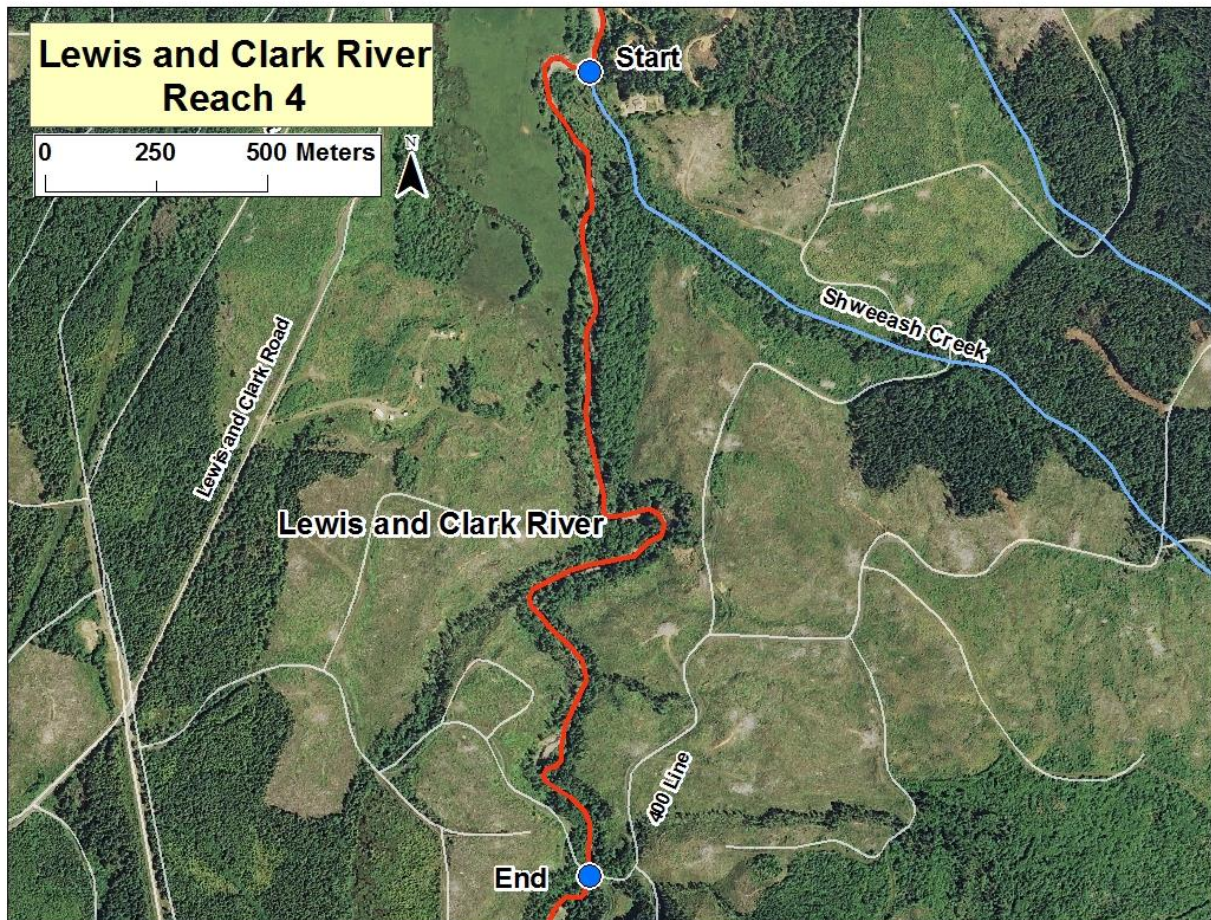 Lewis and Clark River
Reach 4
0 250 500 Meters
N
Start
Shweeash Creek
Lewis and Clark Road
Lewis and Clark River
400 Line
End